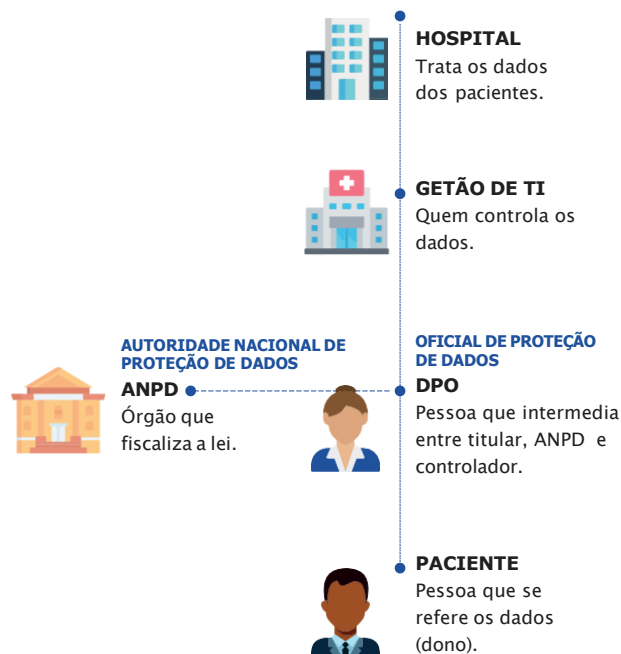 HOSPITAL
Trata os dados
dos pacientes.
GETÃO DE TI
Quem controla os
dados.
AUTORIDADE NACIONAL DE
PROTEÇÃO DE DADOS
ANPD
Órgão que
fiscaliza a lei.
OFICIAL DE PROTEÇÃO
DE DADOS
DPO
Pessoa que intermedia
entre titular, ANPD e
controlador.
PACIENTE
Pessoa que se
refere os dados
(dono).